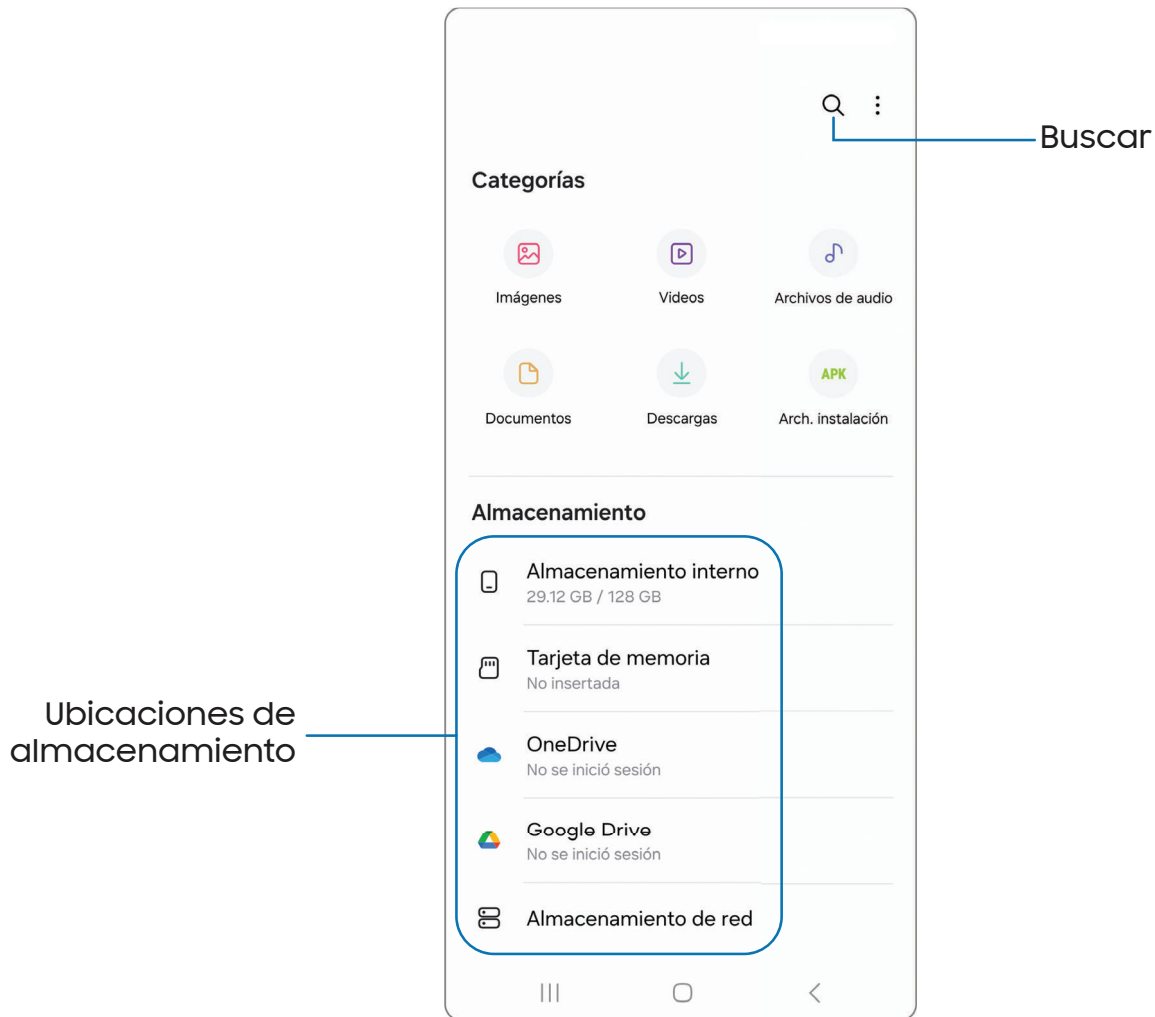 Buscar
Categorías
Imágenes
Videos
Archivos de audio
Documentos
Descargas
APK
Arch. instalación
Almacenamiento
Almacenamiento interno
29.12 GB / 128 GB
Tarjeta de memoria
No insertada
Ubicaciones de
almacenamiento
OneDrive
No se inició sesión
Google Drive
No se inició sesión
Almacenamiento de red